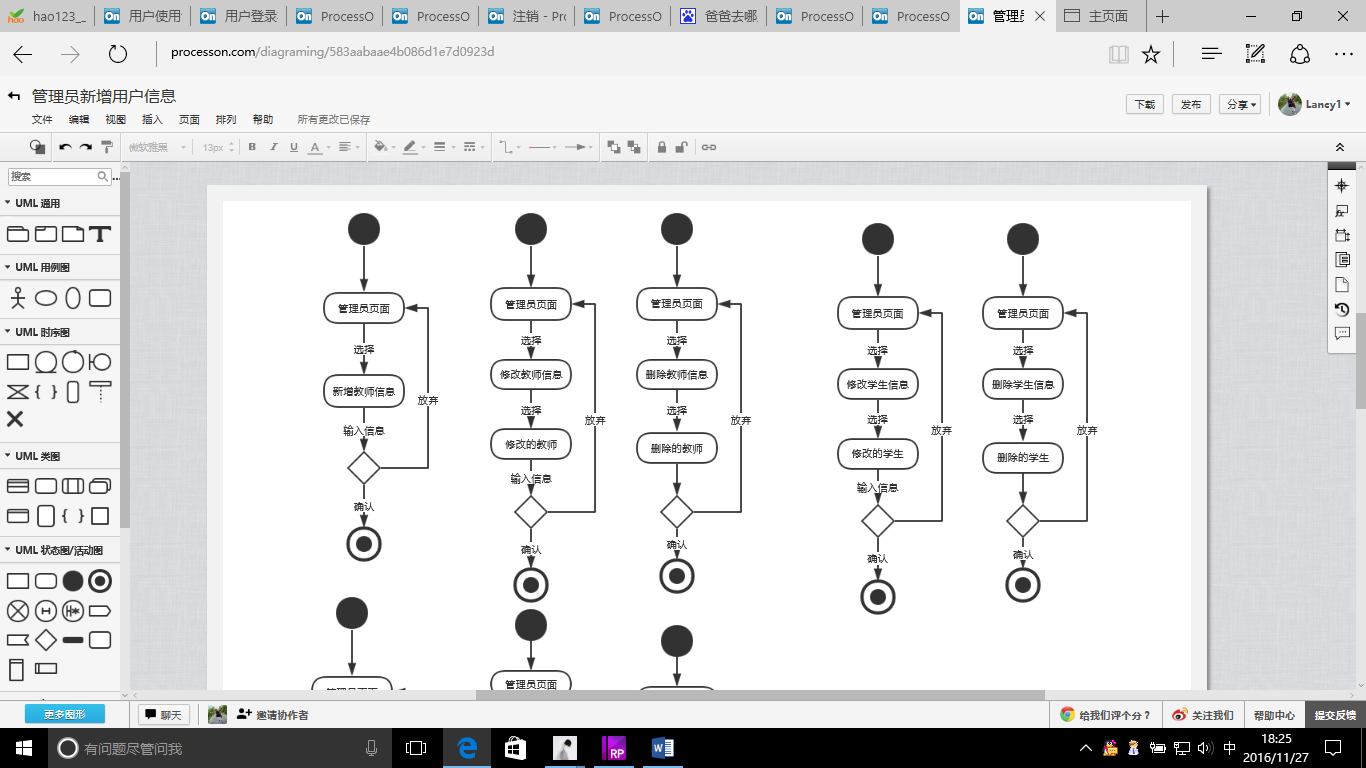 hao123_
用户使用
用户登录
ProcessO
ProcessO
注销 - Pro
ProcessO
爸爸去哪
ProcessO
ProcessO
管理员
主页面
processon.com/diagraming/583aabaae4b086d1e7d0923d
管理员新增用户信息
文件 编辑 视图 插入 页面 排列 帮助 所有更改已保存
下载 发布 分享 Lancy1
微软雅黑 13px B I U A
搜索
UML 通用
UML 用例图
UML 时序图
UML 类图
UML 状态图/活动图
更多图形
管理员页面
选择
新增教师信息
输入信息
放弃
确认
管理员页面
选择
修改教师信息
选择
修改的教师
输入信息
放弃
确认
管理员页面
选择
删除教师信息
选择
删除的教师
放弃
确认
管理员页面
选择
修改学生信息
选择
修改的学生
输入信息
放弃
确认
管理员页面
选择
删除学生信息
选择
删除的学生
放弃
确认
管理员页面
管理员页面
聊天 邀请协作者
给我们评个分？ 关注我们 帮助中心 提交反馈
有问题尽管问我
RP
中
18:25
2016/11/27